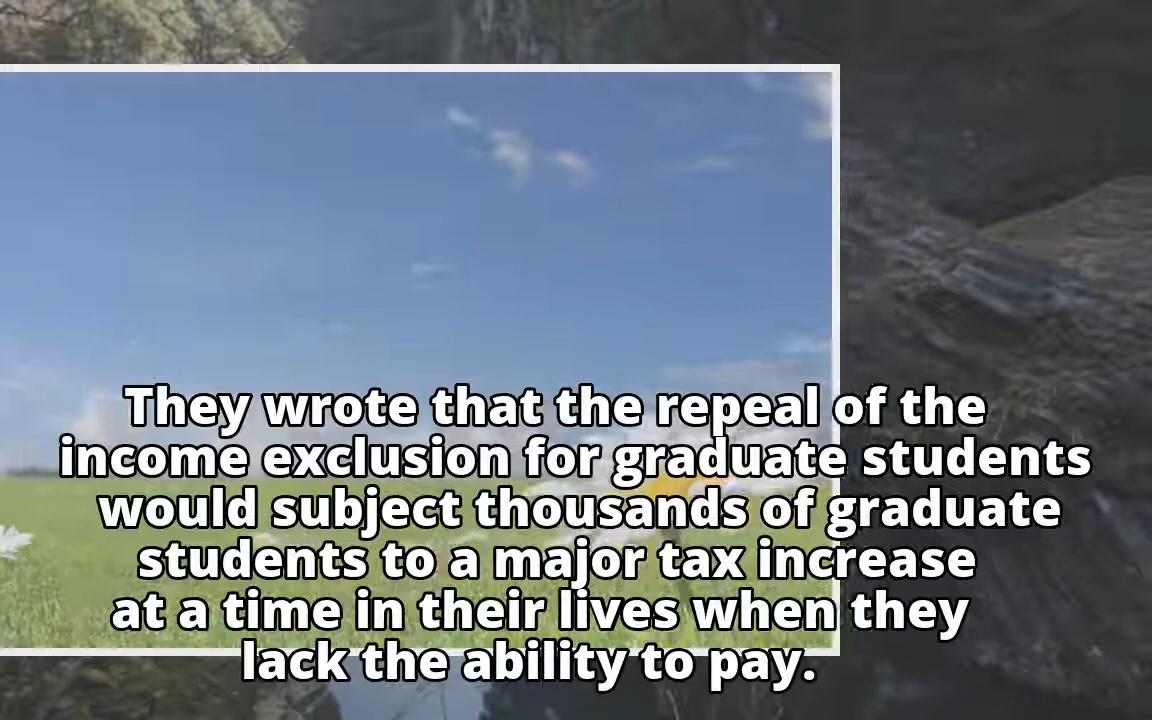 They wrote that the repeal of the
income exclusion for graduate students
would subject thousands of graduate
students to a major tax increase
at a time in their lives when they
lack the ability to pay.